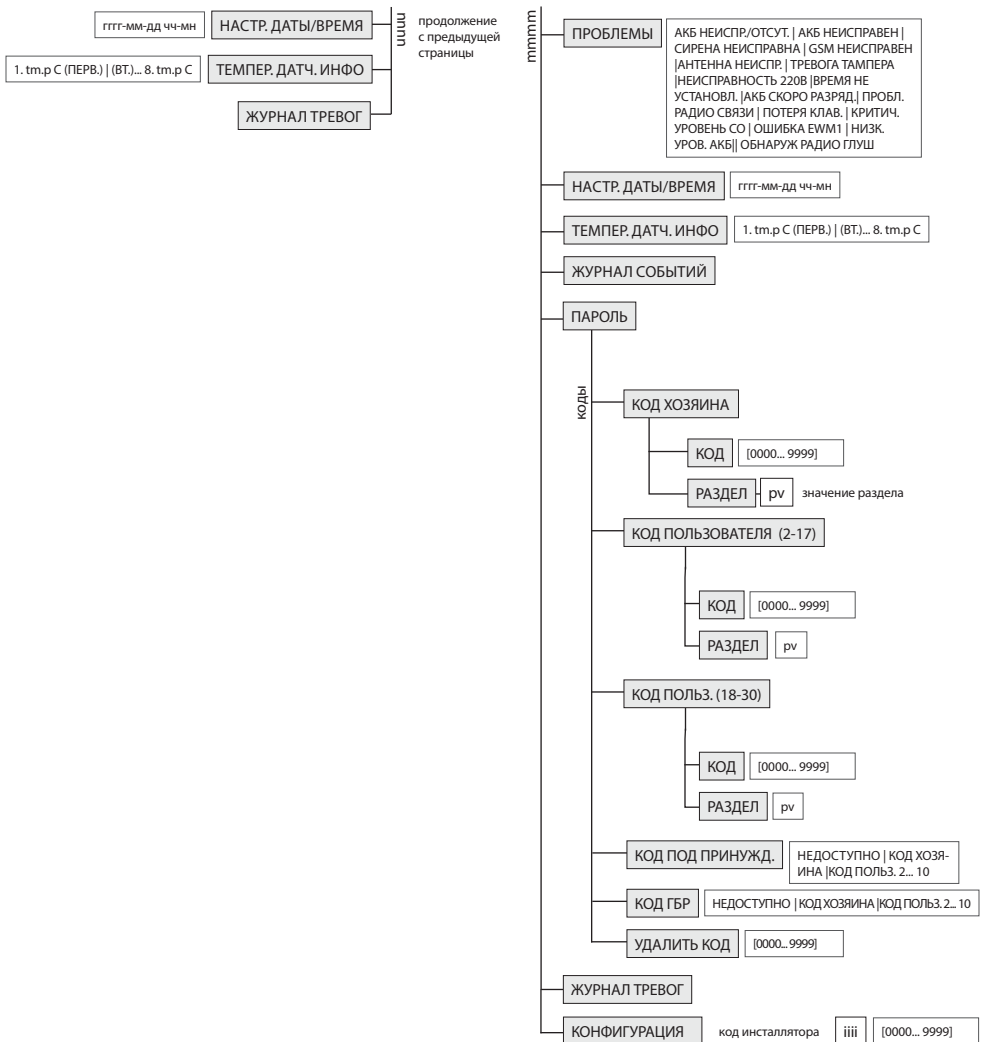 гггг-мм-дд чч-мн
НАСТР. ДАТЫ/ВРЕМЯ
1. tm.p C (ПЕРВ.) | (ВТ.)... 8. tm.p C
ТЕМПЕР. ДАТЧ. ИНФО
ЖУРНАЛ ТРЕВОГ
nnnn
продолжение
с предыдущей
страницы
mmmm
ПРОБЛЕМЫ
АКБ НЕИСПР./ОТСУТ. | АКБ НЕИСПРАВЕН |
СИРЕНА НЕИСПРАВНА | GSM НЕИСПРАВЕН
|АНТЕННА НЕИСПР. | ТРЕВОГА ТАМПЕРА
|НЕИСПРАВНОСТЬ 220В |ВРЕМЯ НЕ
УСТАНОВЛ. |АКБ СКОРО РАЗРЯД.| ПРОБЛ.
РАДИО СВЯЗИ | ПОТЕРЯ КЛАВ. | КРИТИЧ.
УРОВЕНЬ CO | ОШИБКА EWM1 | НИЗК.
УРОВ. АКБ|| ОБНАРУЖ РАДИО ГЛУШ
НАСТР. ДАТЫ/ВРЕМЯ
гггг-мм-дд чч-мн
ТЕМПЕР. ДАТЧ. ИНФО
1. tm.p C (ПЕРВ.) | (ВТ.)... 8. tm.p C
ЖУРНАЛ СОБЫТИЙ
ПАРОЛЬ
коды
КОД ХОЗЯИНА
КОД
[0000... 9999]
РАЗДЕЛ
pv
значение раздела
КОД ПОЛЬЗОВАТЕЛЯ (2-17)
КОД
[0000... 9999]
РАЗДЕЛ
pv
КОД ПОЛЬЗ. (18-30)
КОД
[0000... 9999]
РАЗДЕЛ
pv
КОД ПОД ПРИНУЖД.
НЕДОСТУПНО | КОД ХОЗЯ-
ИНА |КОД ПОЛЬЗ. 2... 10
КОД ГБР
НЕДОСТУПНО | КОД ХОЗЯИНА |КОД ПОЛЬЗ. 2... 10
УДАЛИТЬ КОД
[0000... 9999]
ЖУРНАЛ ТРЕВОГ
КОНФИГУРАЦИЯ
код инсталлятора
iiii
[0000... 9999]